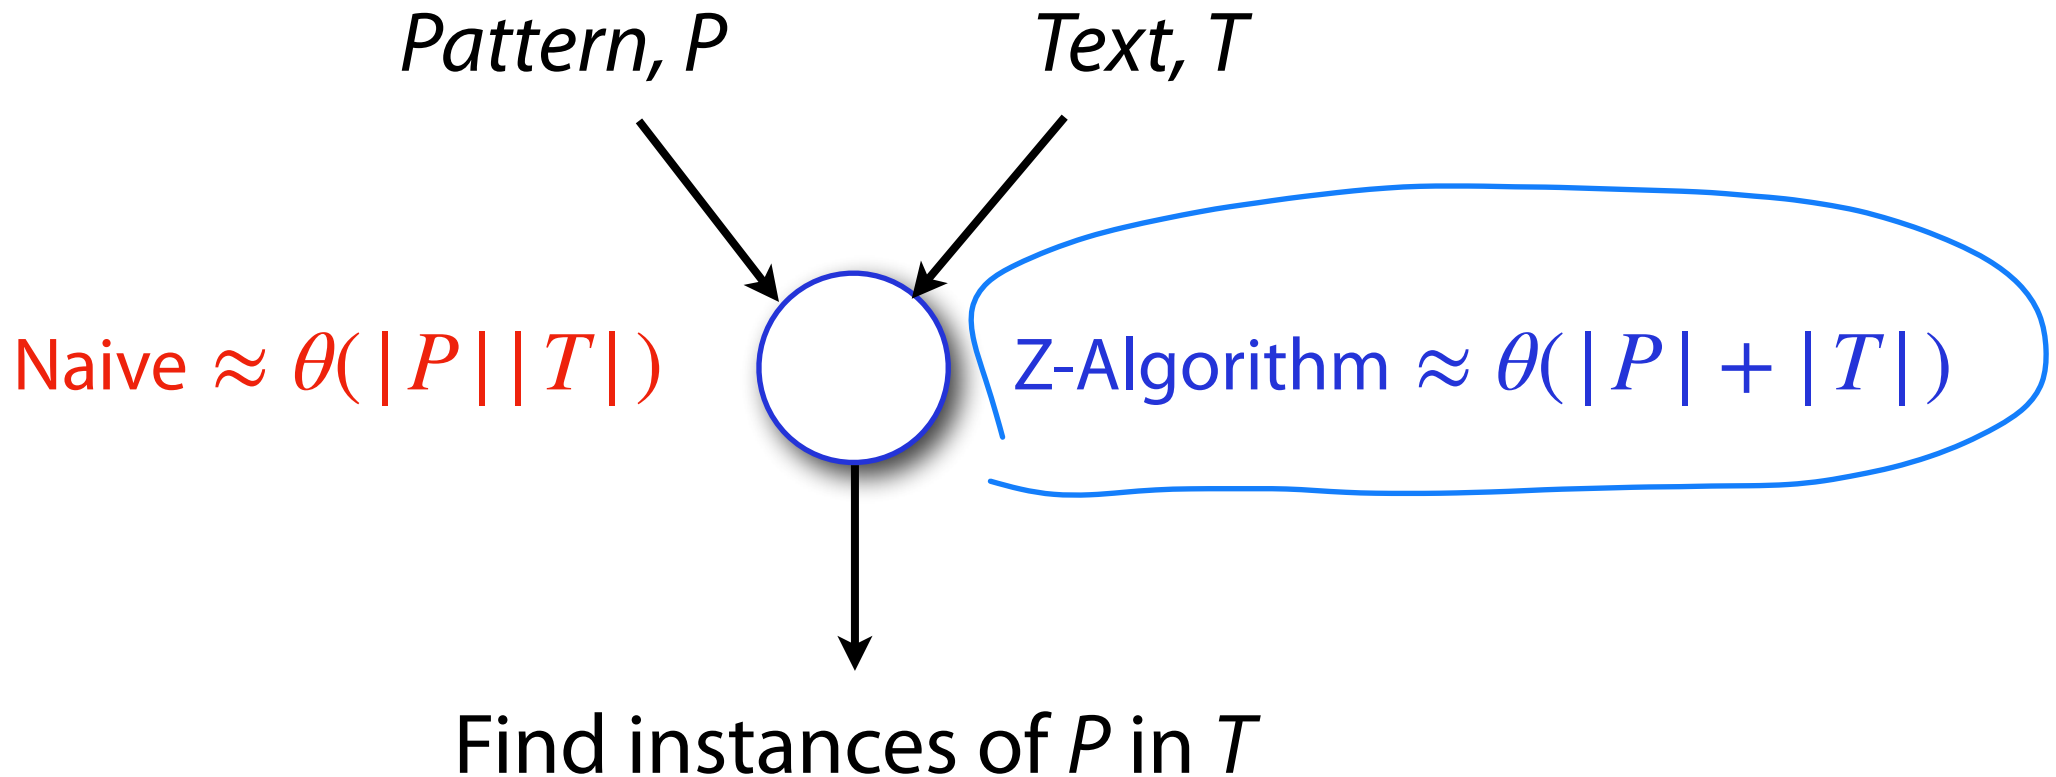 Pattern, P
Text, T
Naive ≈ θ(|P||T|)
Z-Algorithm ≈ θ(|P| + |T|)
Find instances of P in T